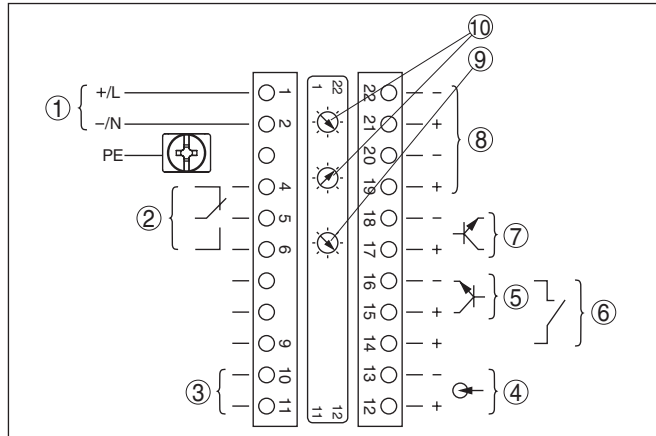 ⑩
⑨
① +/L 1 1 22 22 −
−/N 2 21 + ⑧
PE 20 −
4 19 +
② 5 18 − ⑦
6 17 +
16 − ⑤
15 + ⑥
9 14 +
③ 10 13 − ④
11 11 12 12 +